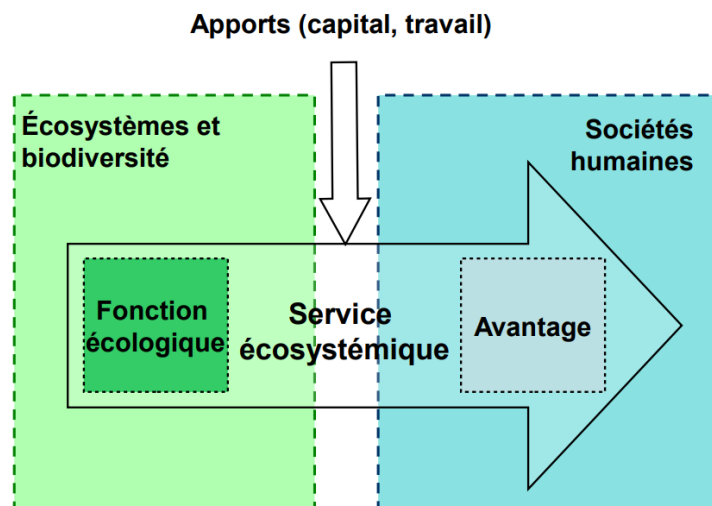 Apports (capital, travail)
Écosystèmes et
biodiversité
Sociétés
humaines
Fonction
écologique
Service
écosystémique
Avantage